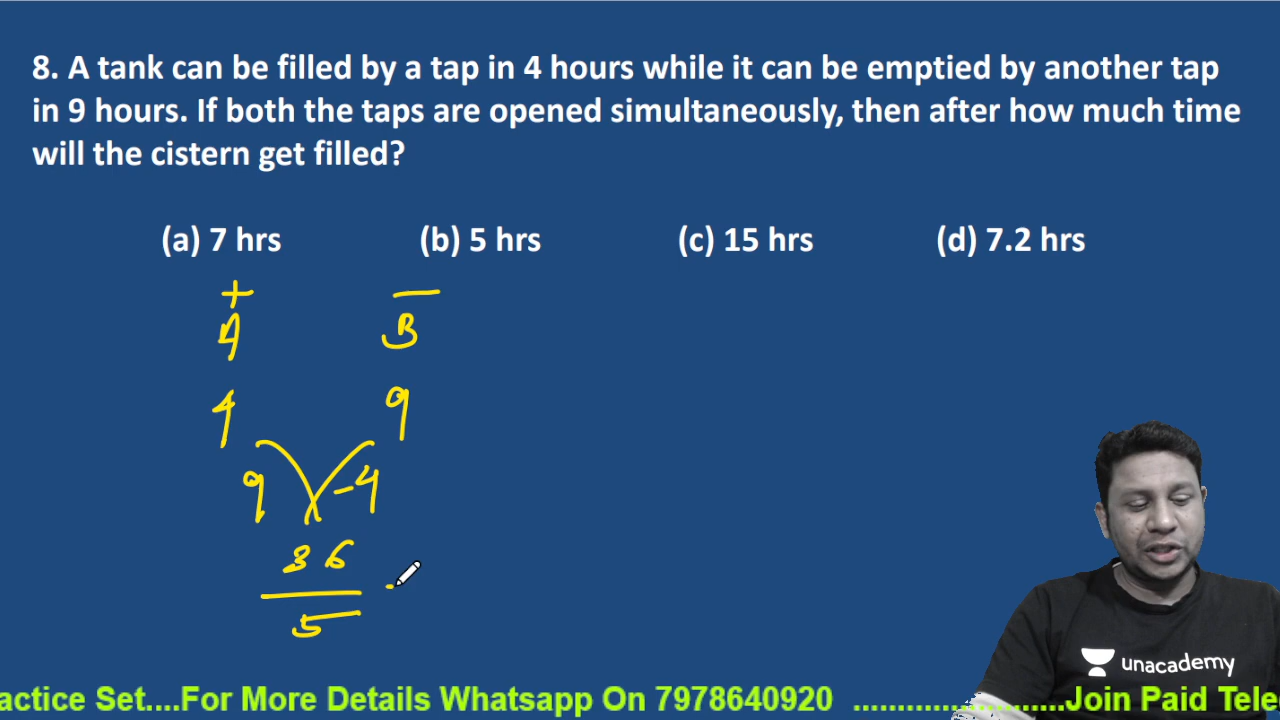 8. A tank can be filled by a tap in 4 hours while it can be emptied by another tap
in 9 hours. If both the taps are opened simultaneously, then after how much time
will the cistern get filled?
(a) 7 hrs (b) 5 hrs (c) 15 hrs (d) 7.2 hrs
+ −
A B
4 9
9 -4
36
5
unacademy
actice Set....For More Details Whatsapp On 7978640920 .......................Join Paid Tele